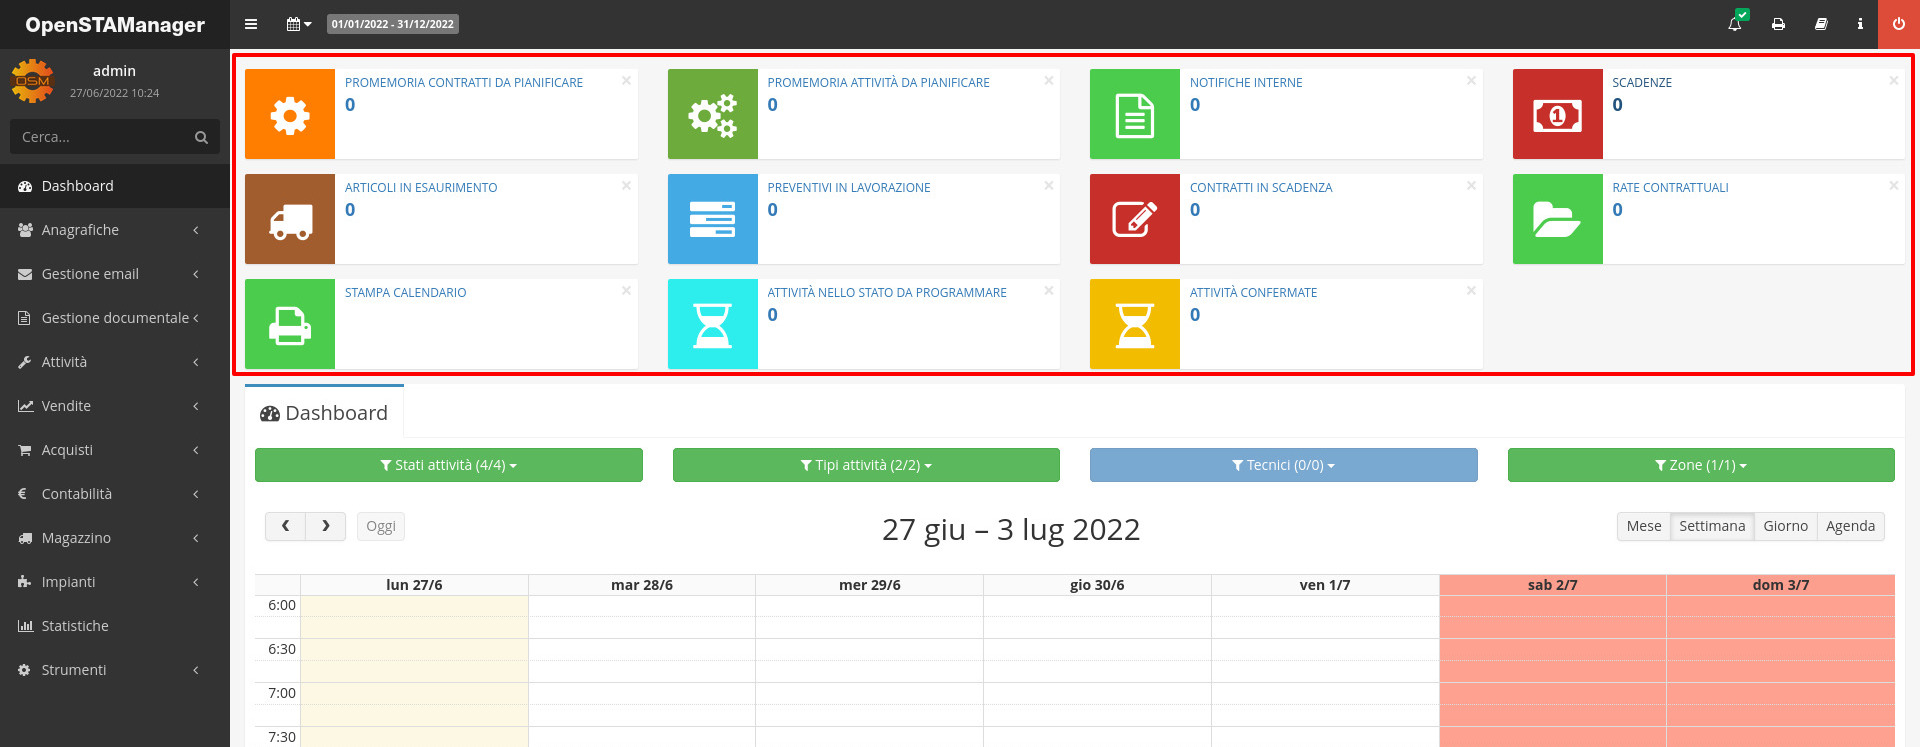 OpenSTAManager
01/01/2022 - 31/12/2022
OSM
admin
27/06/2022 10:24
Cerca...
Dashboard
Anagrafiche
Gestione email
Gestione documentale
Attività
Vendite
Acquisti
Contabilità
Magazzino
Impianti
Statistiche
Strumenti
PROMEMORIA CONTRATTI DA PIANIFICARE
0
PROMEMORIA ATTIVITÀ DA PIANIFICARE
0
NOTIFICHE INTERNE
0
SCADENZE
0
ARTICOLI IN ESAURIMENTO
0
PREVENTIVI IN LAVORAZIONE
0
CONTRATTI IN SCADENZA
0
RATE CONTRATTUALI
0
STAMPA CALENDARIO
ATTIVITÀ NELLO STATO DA PROGRAMMARE
0
ATTIVITÀ CONFERMATE
0
Dashboard
Stati attività (4/4)
Tipi attività (2/2)
Tecnici (0/0)
Zone (1/1)
Oggi
27 giu – 3 lug 2022
Mese Settimana Giorno Agenda
lun 27/6 mar 28/6 mer 29/6 gio 30/6 ven 1/7 sab 2/7 dom 3/7
6:00
6:30
7:00
7:30